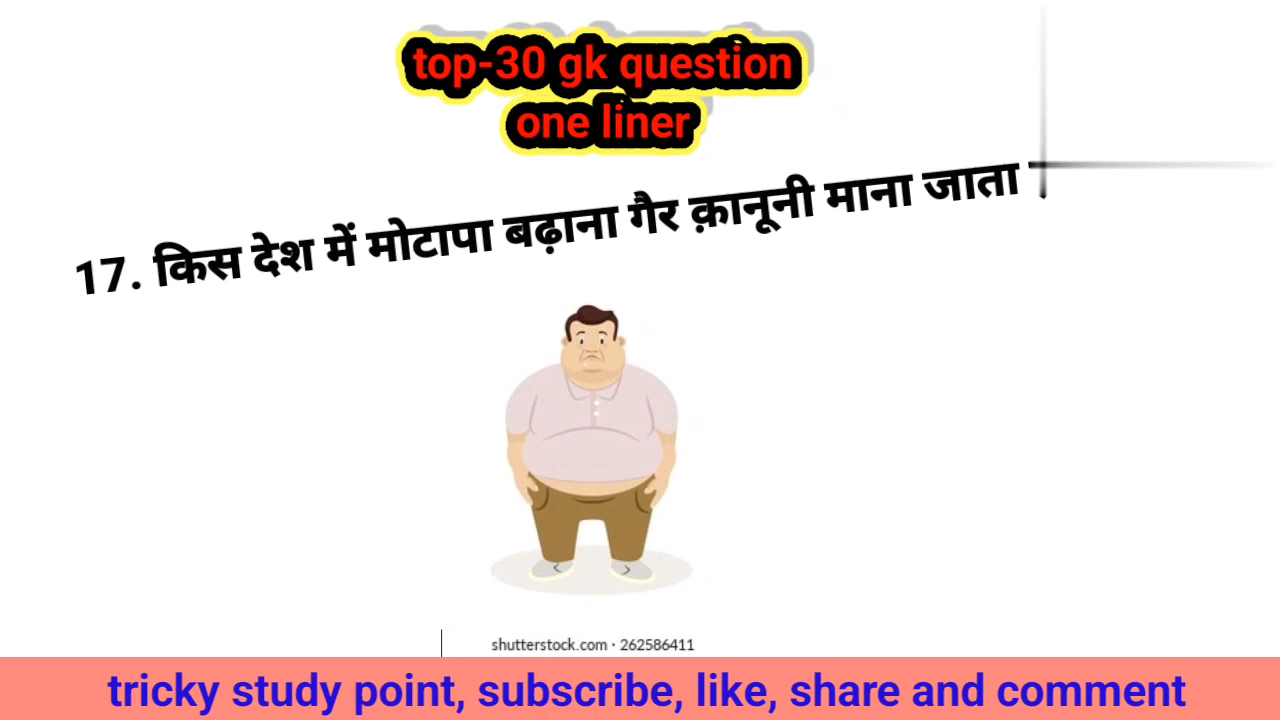 top-30 gk question
one liner
17. किस देश में मोटापा बढ़ाना गैर क़ानूनी माना जाता
shutterstock.com · 262586411
tricky study point, subscribe, like, share and comment